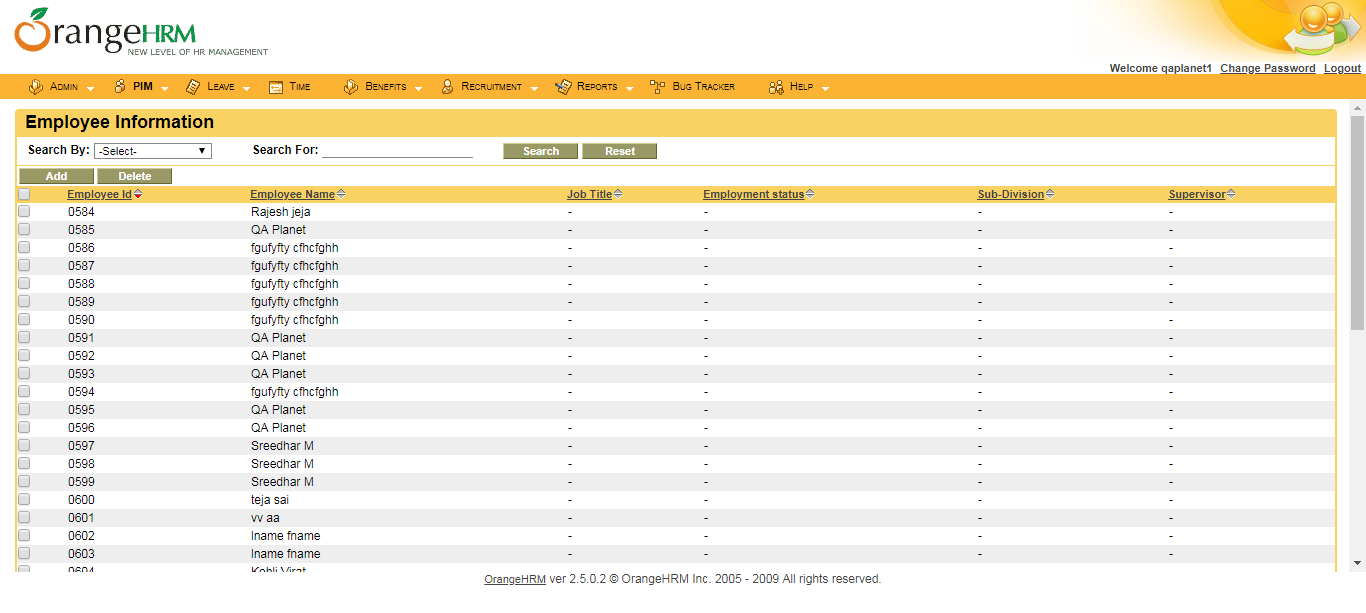 OrangeHRM
NEW LEVEL OF HR MANAGEMENT
Welcome qaplanet1 Change Password Logout
ADMIN PIM LEAVE TIME BENEFITS RECRUITMENT REPORTS BUG TRACKER HELP
Employee Information
Search By: -Select- Search For: Search Reset
Add Delete
Employee Id Employee Name Job Title Employment status Sub-Division Supervisor
0584 Rajesh jeja - - - -
0585 QA Planet - - - -
0586 fgufyfty cfhcfghh - - - -
0587 fgufyfty cfhcfghh - - - -
0588 fgufyfty cfhcfghh - - - -
0589 fgufyfty cfhcfghh - - - -
0590 fgufyfty cfhcfghh - - - -
0591 QA Planet - - - -
0592 QA Planet - - - -
0593 QA Planet - - - -
0594 fgufyfty cfhcfghh - - - -
0595 QA Planet - - - -
0596 QA Planet - - - -
0597 Sreedhar M - - - -
0598 Sreedhar M - - - -
0599 Sreedhar M - - - -
0600 teja sai - - - -
0601 vv aa - - - -
0602 lname fname - - - -
0603 lname fname - - - -
0604 Kohli Virat
OrangeHRM ver 2.5.0.2 © OrangeHRM Inc. 2005 - 2009 All rights reserved.